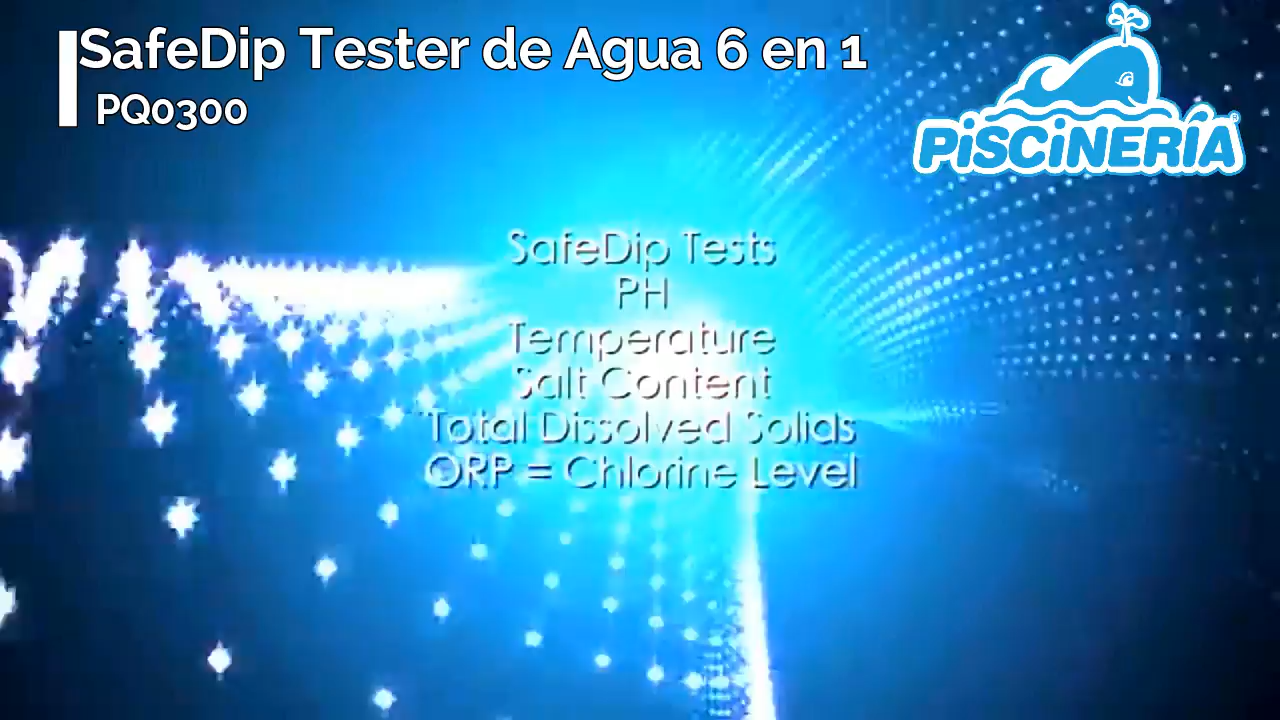 SafeDip Tester de Agua 6 en 1
PQ0300
PiSCiNERÍA®
SafeDip Tests
PH
Temperature
Salt Content
Total Dissolved Solids
ORP = Chlorine Level